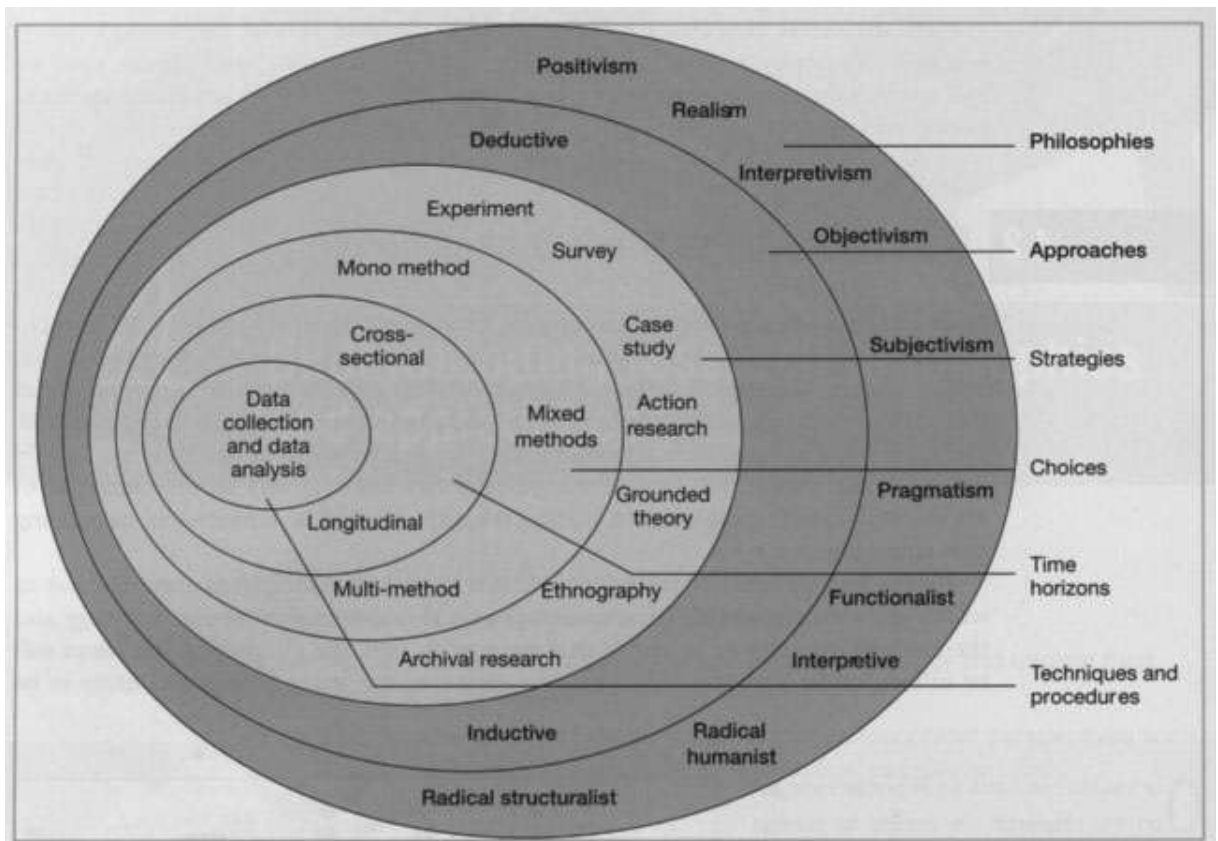 Positivism
Realism
Philosophies
Deductive
Interpretivism
Experiment
Objectivism
Approaches
Survey
Mono method
Case
study
Cross-
sectional
Subjectivism
Strategies
Data
collection
and data
analysis
Mixed
methods
Action
research
Choices
Pragmatism
Grounded
theory
Longitudinal
Time
horizons
Multi-method
Ethnography
Functionalist
Archival research
Interpretive
Techniques and
procedures
Inductive
Radical
humanist
Radical structuralist